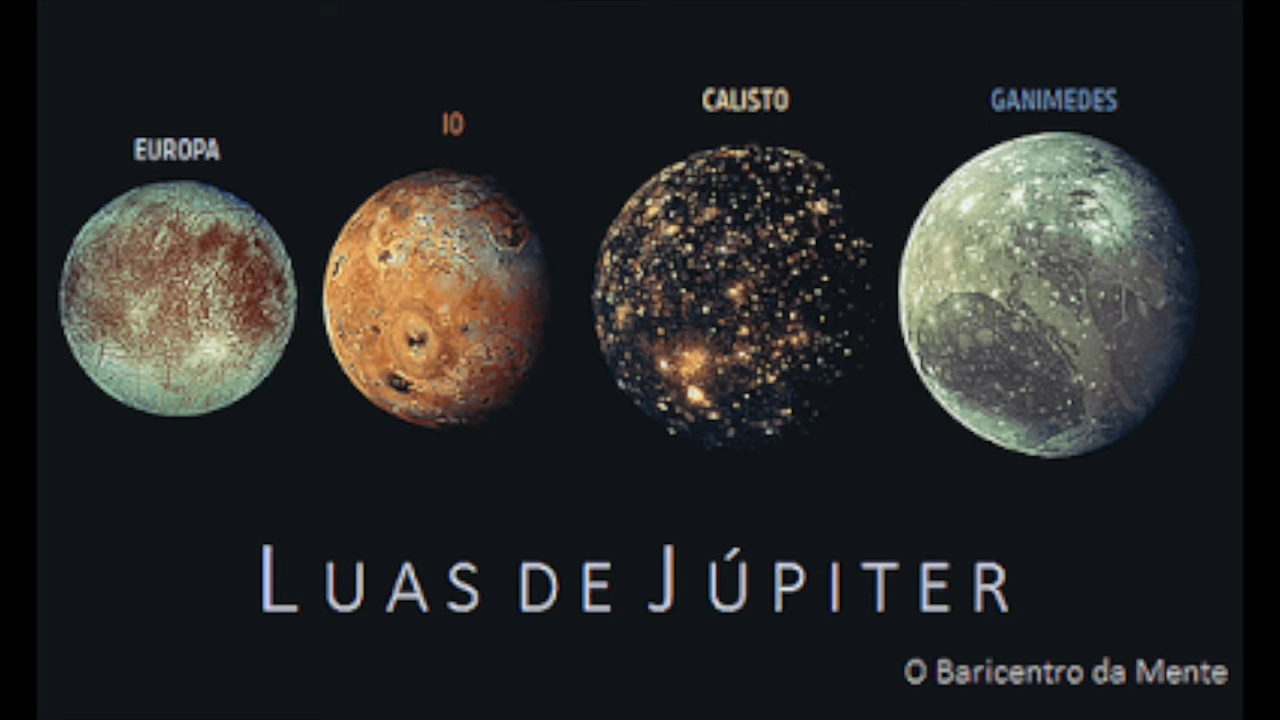 EUROPA
IO
CALISTO
GANIMEDES
LUAS DE JÚPITER
O Baricentro da Mente